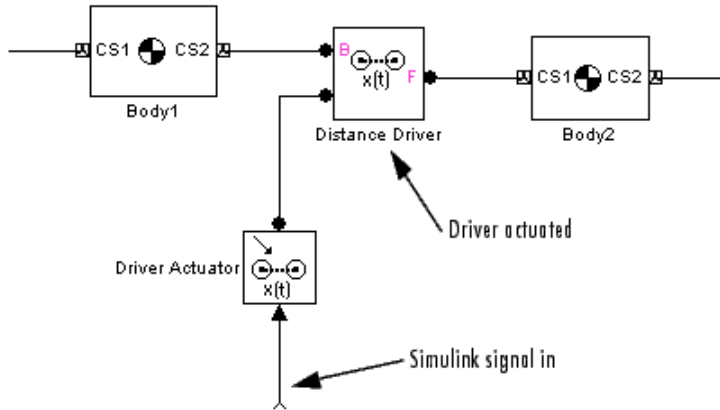 CS1 CS2
Body1
B
F
x(t)
Distance Driver
CS1 CS2
Body2
Driver actuated
Driver Actuator
x(t)
Simulink signal in